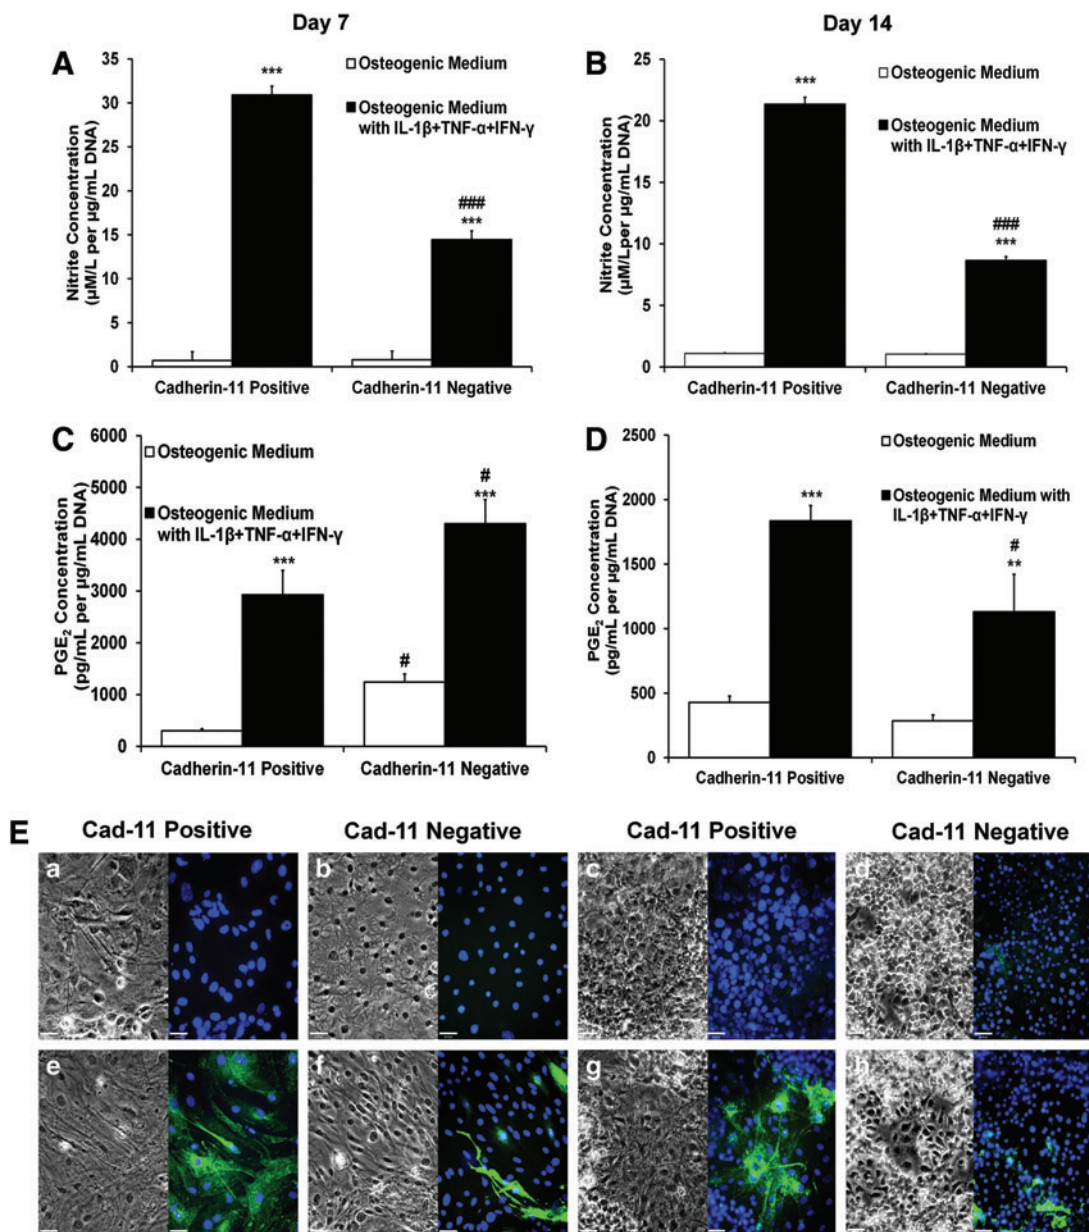 Day 7
Day 14
A
Nitrite Concentration
(µM/L per µg/mL DNA)
35
30
25
20
15
10
5
0
Osteogenic Medium
Osteogenic Medium
with IL-1β+TNF-α+IFN-γ
***
###
***
Cadherin-11 Positive
Cadherin-11 Negative
B
Nitrite Concentration
(µM/Lper µg/mL DNA)
25
20
15
10
5
0
Osteogenic Medium
Osteogenic Medium
with IL-1β+TNF-α+IFN-γ
***
###
***
Cadherin-11 Positive
Cadherin-11 Negative
C
PGE₂ Concentration
(pg/mL per µg/mL DNA)
6000
5000
4000
3000
2000
1000
0
Osteogenic Medium
Osteogenic Medium
with IL-1β+TNF-α+IFN-γ
***
#
#
***
Cadherin-11 Positive
Cadherin-11 Negative
D
PGE₂ Concentration
(pg/mL per µg/mL DNA)
2500
2000
1500
1000
500
0
Osteogenic Medium
Osteogenic Medium with
IL-1β+TNF-α+IFN-γ
***
#
**
Cadherin-11 Positive
Cadherin-11 Negative
E
Cad-11 Positive
Cad-11 Negative
Cad-11 Positive
Cad-11 Negative
a
b
c
d
e
f
g
h